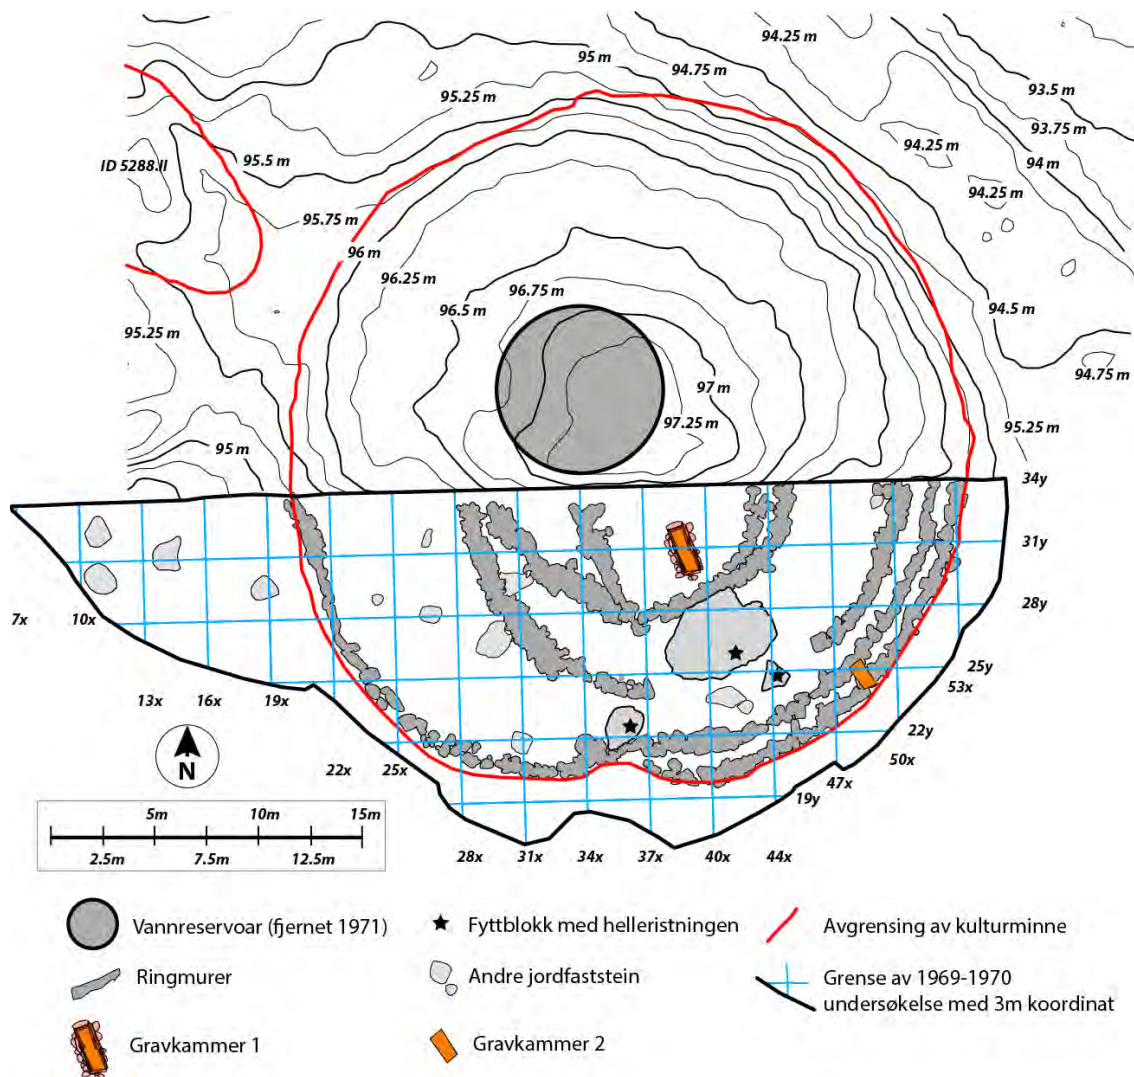 94.25 m
95 m
94.75 m
93.5 m
95.25 m
93.75 m
94.25 m
94 m
ID 5288.II
95.5 m
94.25 m
95.75 m
96 m
96.25 m
96.75 m
96.5 m
94.5 m
95.25 m
94.75 m
97 m
97.25 m
95.25 m
95 m
34y
31y
28y
7x
10x
25y
53x
13x
16x
19x
22y
50x
N
22x
25x
47x
19y
5m
10m
15m
2.5m
7.5m
12.5m
28x
31x
34x
37x
40x
44x
Vannreservoar (fjernet 1971)
Fyttblokk med helleristningen
Avgrensing av kulturminne
Ringmurer
Andre jordfaststein
Grense av 1969-1970
undersøkelse med 3m koordinat
Gravkammer 1
Gravkammer 2